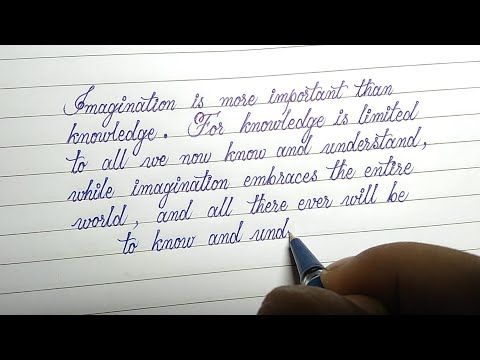 Imagination is more important than
knowledge. For knowledge is limited
to all we now know and understand,
while imagination embraces the entire
world, and all there ever will be
to know and und